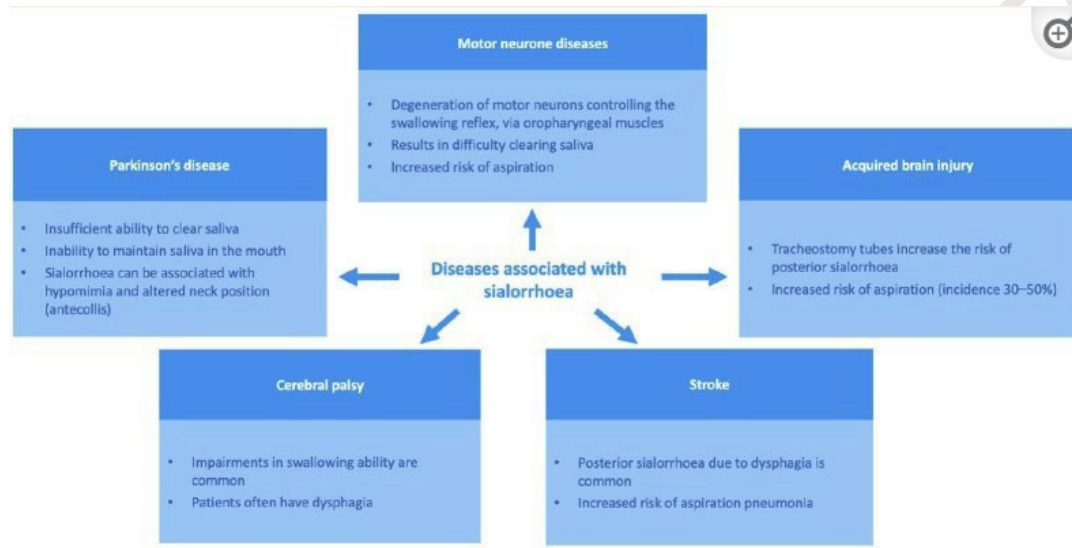 Motor neurone diseases
• Degeneration of motor neurons controlling the
swallowing reflex, via oropharyngeal muscles
• Results in difficulty clearing saliva
• Increased risk of aspiration
Parkinson's disease
• Insufficient ability to clear saliva
• Inability to maintain saliva in the mouth
• Sialorrhoea can be associated with
hypomimia and altered neck position
(antecollis)
Acquired brain injury
• Tracheostomy tubes increase the risk of
posterior sialorrhoea
• Increased risk of aspiration (incidence 30–50%)
Diseases associated with
sialorrhoea
Cerebral palsy
• Impairments in swallowing ability are
common
• Patients often have dysphagia
Stroke
• Posterior sialorrhoea due to dysphagia is
common
• Increased risk of aspiration pneumonia